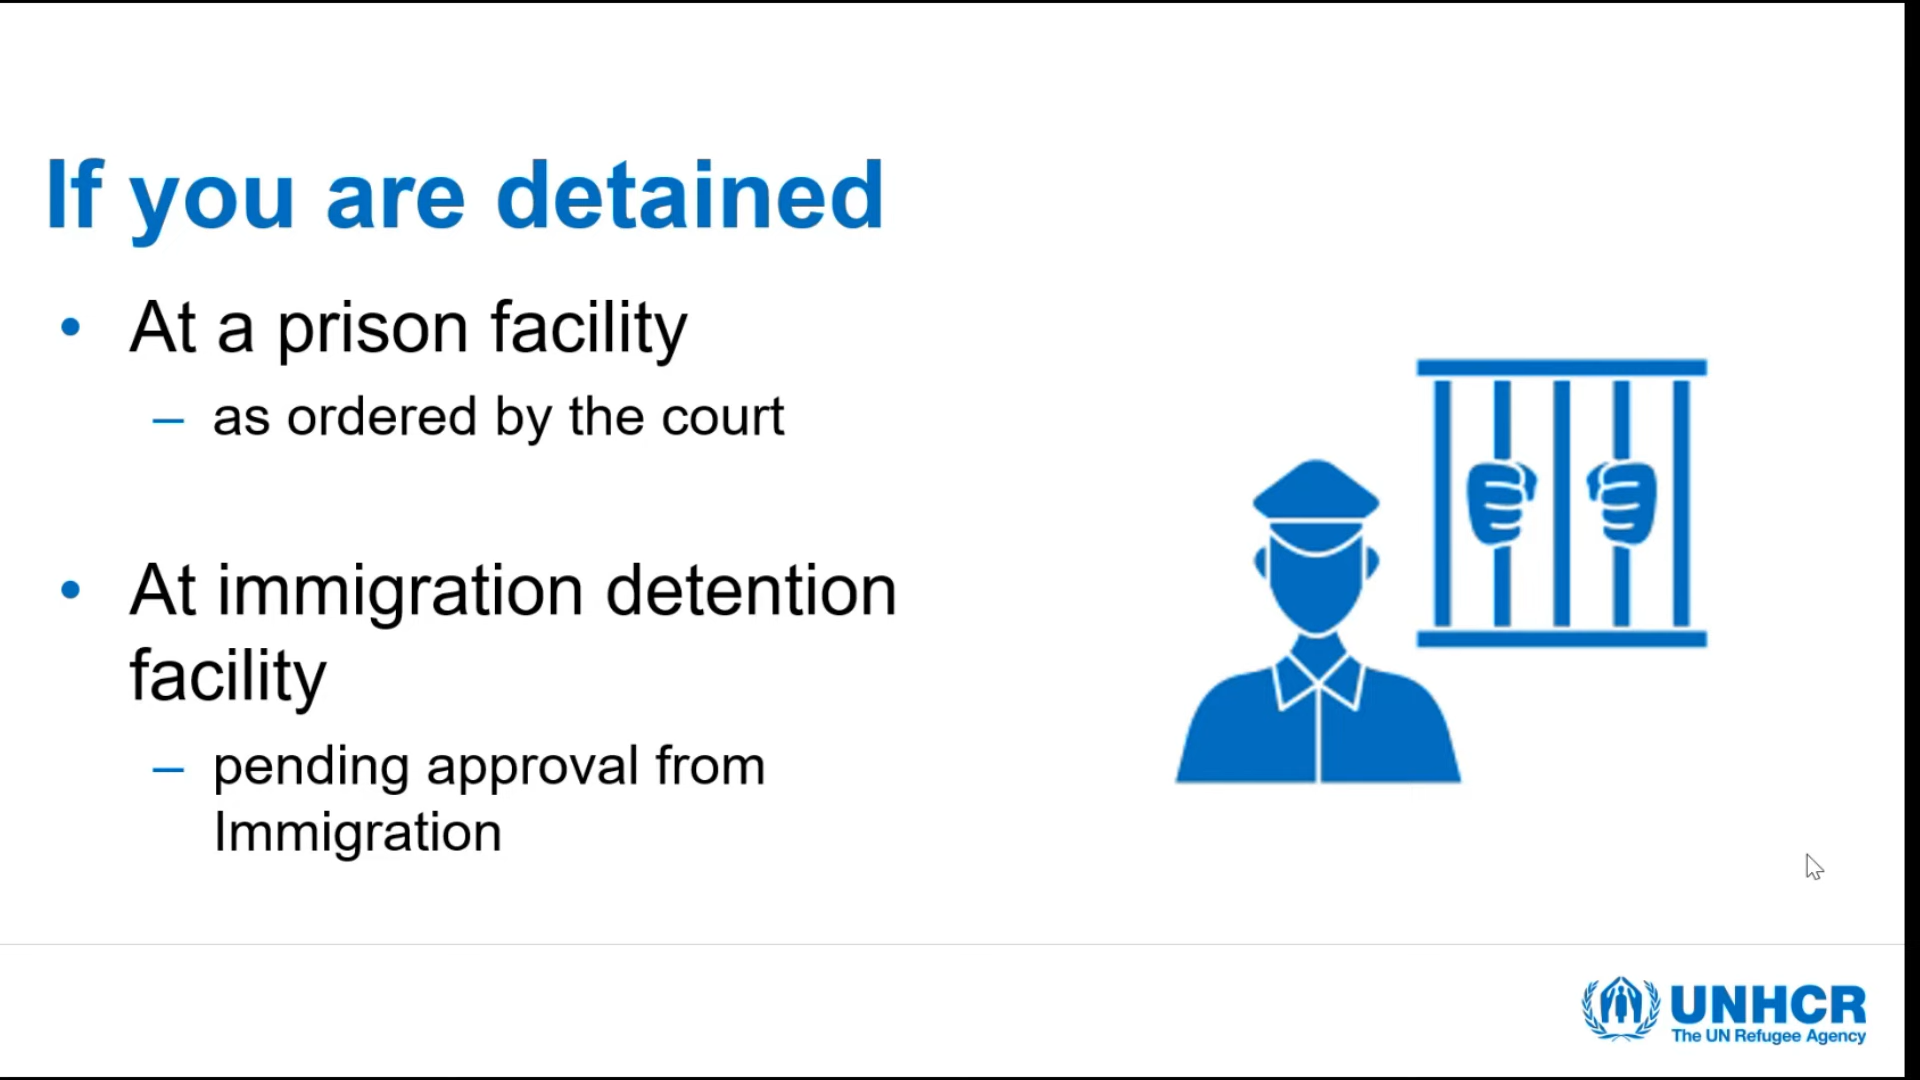 If you are detained
• At a prison facility
– as ordered by the court
• At immigration detention
facility
– pending approval from
Immigration
UNHCR
The UN Refugee Agency